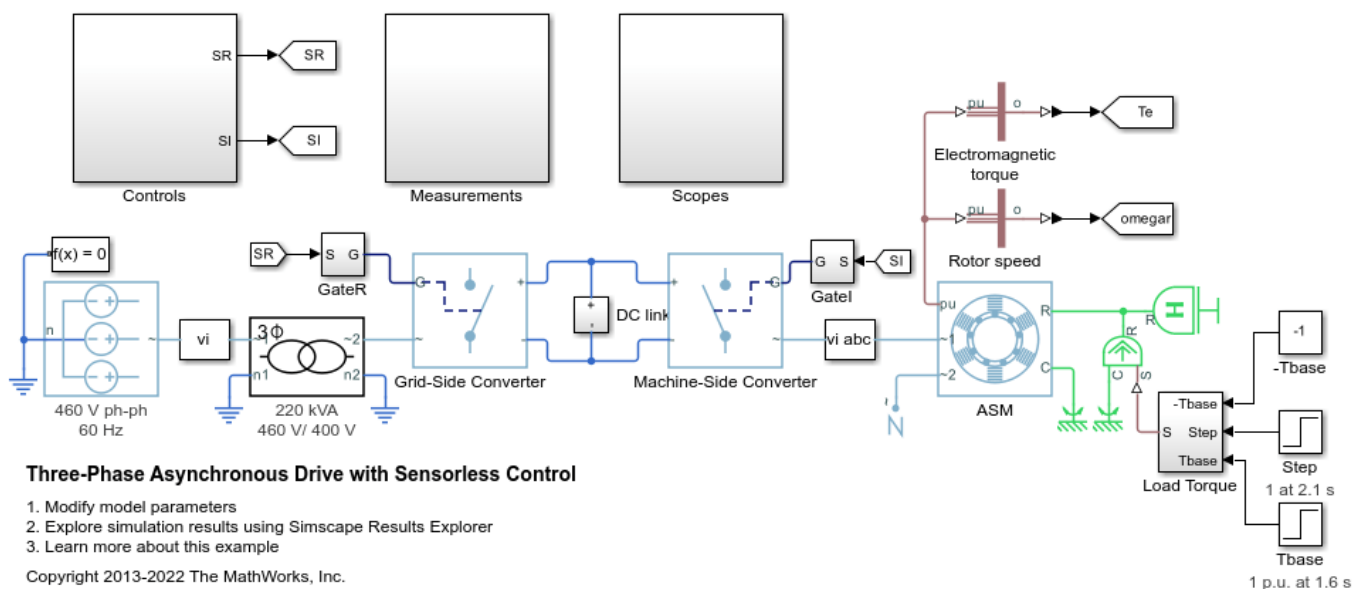 SR
SR
SI
SI
Controls
Measurements
Scopes
pu
o
Te
Electromagnetic
torque
pu
o
omegar
Rotor speed
f(x) = 0
SR
S
G
GateR
G
+
-
~
Grid-Side Converter
+
-
DC link
+
-
G
~
Machine-Side Converter
G
S
GateI
SI
n
~
460 V ph-ph
60 Hz
vi
3Φ
~2
n1
n2
220 kVA
460 V/ 400 V
vi abc
pu
~1
~2
R
C
ASM
N
R
C
S
R
H
-1
-Tbase
-Tbase
S
Step
Tbase
Load Torque
Step
1 at 2.1 s
Tbase
1 p.u. at 1.6 s
Three-Phase Asynchronous Drive with Sensorless Control
1. Modify model parameters
2. Explore simulation results using Simscape Results Explorer
3. Learn more about this example
Copyright 2013-2022 The MathWorks, Inc.